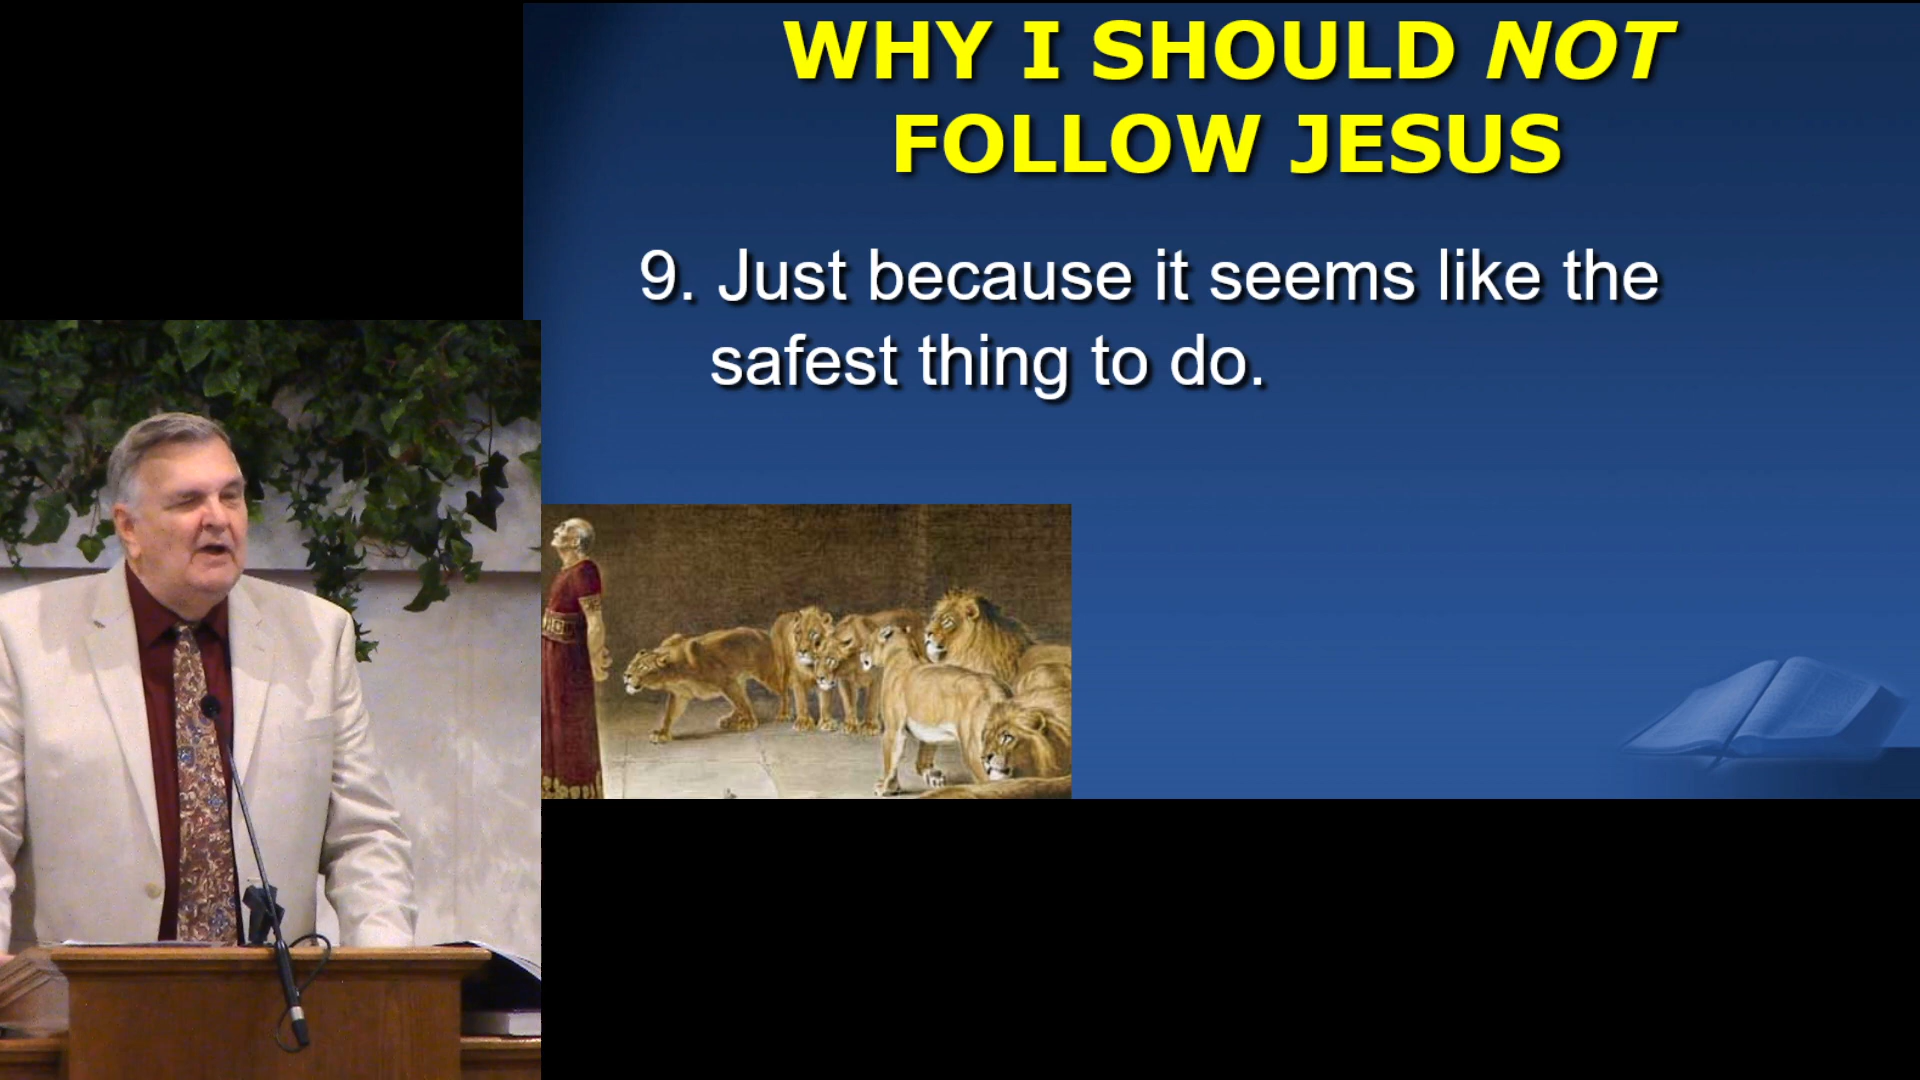 WHY I SHOULD NOT
FOLLOW JESUS
9. Just because it seems like the
safest thing to do.